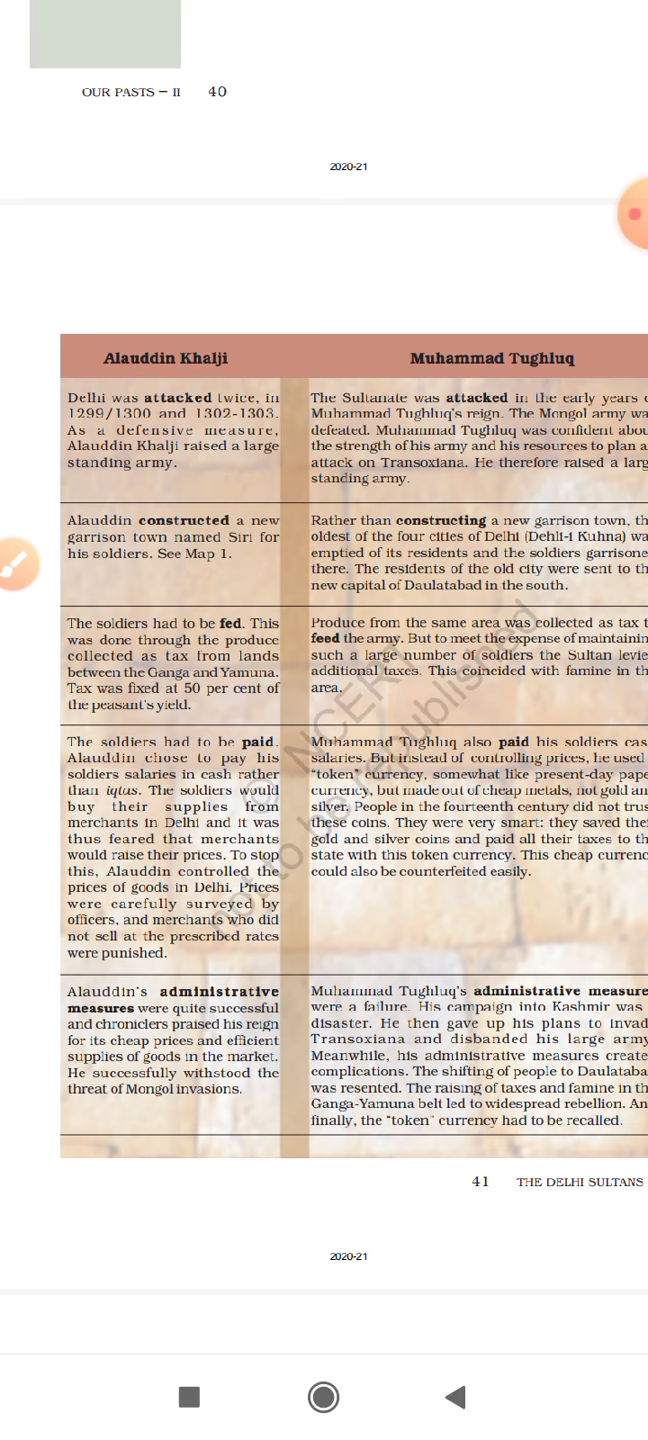 OUR PASTS – II 40
2020-21
Alauddin Khalji
Muhammad Tughluq
Delhi was attacked twice, in
1299/1300 and 1302-1303.
As a defensive measure,
Alauddin Khalji raised a large
standing army.
The Sultanate was attacked in the early years o
Muhammad Tughluq's reign. The Mongol army wa
defeated. Muhammad Tughluq was confident abou
the strength of his army and his resources to plan a
attack on Transoxiana. He therefore raised a larg
standing army.
Alauddin constructed a new
garrison town named Siri for
his soldiers. See Map 1.
Rather than constructing a new garrison town, th
oldest of the four cities of Delhi (Dehli-i Kuhna) wa
emptied of its residents and the soldiers garrisone
there. The residents of the old city were sent to th
new capital of Daulatabad in the south.
The soldiers had to be fed. This
was done through the produce
collected as tax from lands
between the Ganga and Yamuna.
Tax was fixed at 50 per cent of
the peasant's yield.
Produce from the same area was collected as tax t
feed the army. But to meet the expense of maintainin
such a large number of soldiers the Sultan levie
additional taxes. This coincided with famine in th
area.
The soldiers had to be paid.
Alauddin chose to pay his
soldiers salaries in cash rather
than iqtas. The soldiers would
buy their supplies from
merchants in Delhi and it was
thus feared that merchants
would raise their prices. To stop
this, Alauddin controlled the
prices of goods in Delhi. Prices
were carefully surveyed by
officers, and merchants who did
not sell at the prescribed rates
were punished.
Muhammad Tughluq also paid his soldiers cas
salaries. But instead of controlling prices, he used
"token" currency, somewhat like present-day pape
currency, but made out of cheap metals, not gold an
silver. People in the fourteenth century did not trus
these coins. They were very smart: they saved thei
gold and silver coins and paid all their taxes to th
state with this token currency. This cheap currenc
could also be counterfeited easily.
Alauddin's administrative
measures were quite successful
and chroniclers praised his reign
for its cheap prices and efficient
supplies of goods in the market.
He successfully withstood the
threat of Mongol invasions.
Muhammad Tughluq's administrative measure
were a failure. His campaign into Kashmir was
disaster. He then gave up his plans to invad
Transoxiana and disbanded his large army
Meanwhile, his administrative measures create
complications. The shifting of people to Daulataba
was resented. The raising of taxes and famine in th
Ganga-Yamuna belt led to widespread rebellion. An
finally, the "token" currency had to be recalled.
© NCERT
not to be republished
41 THE DELHI SULTANS
2020-21